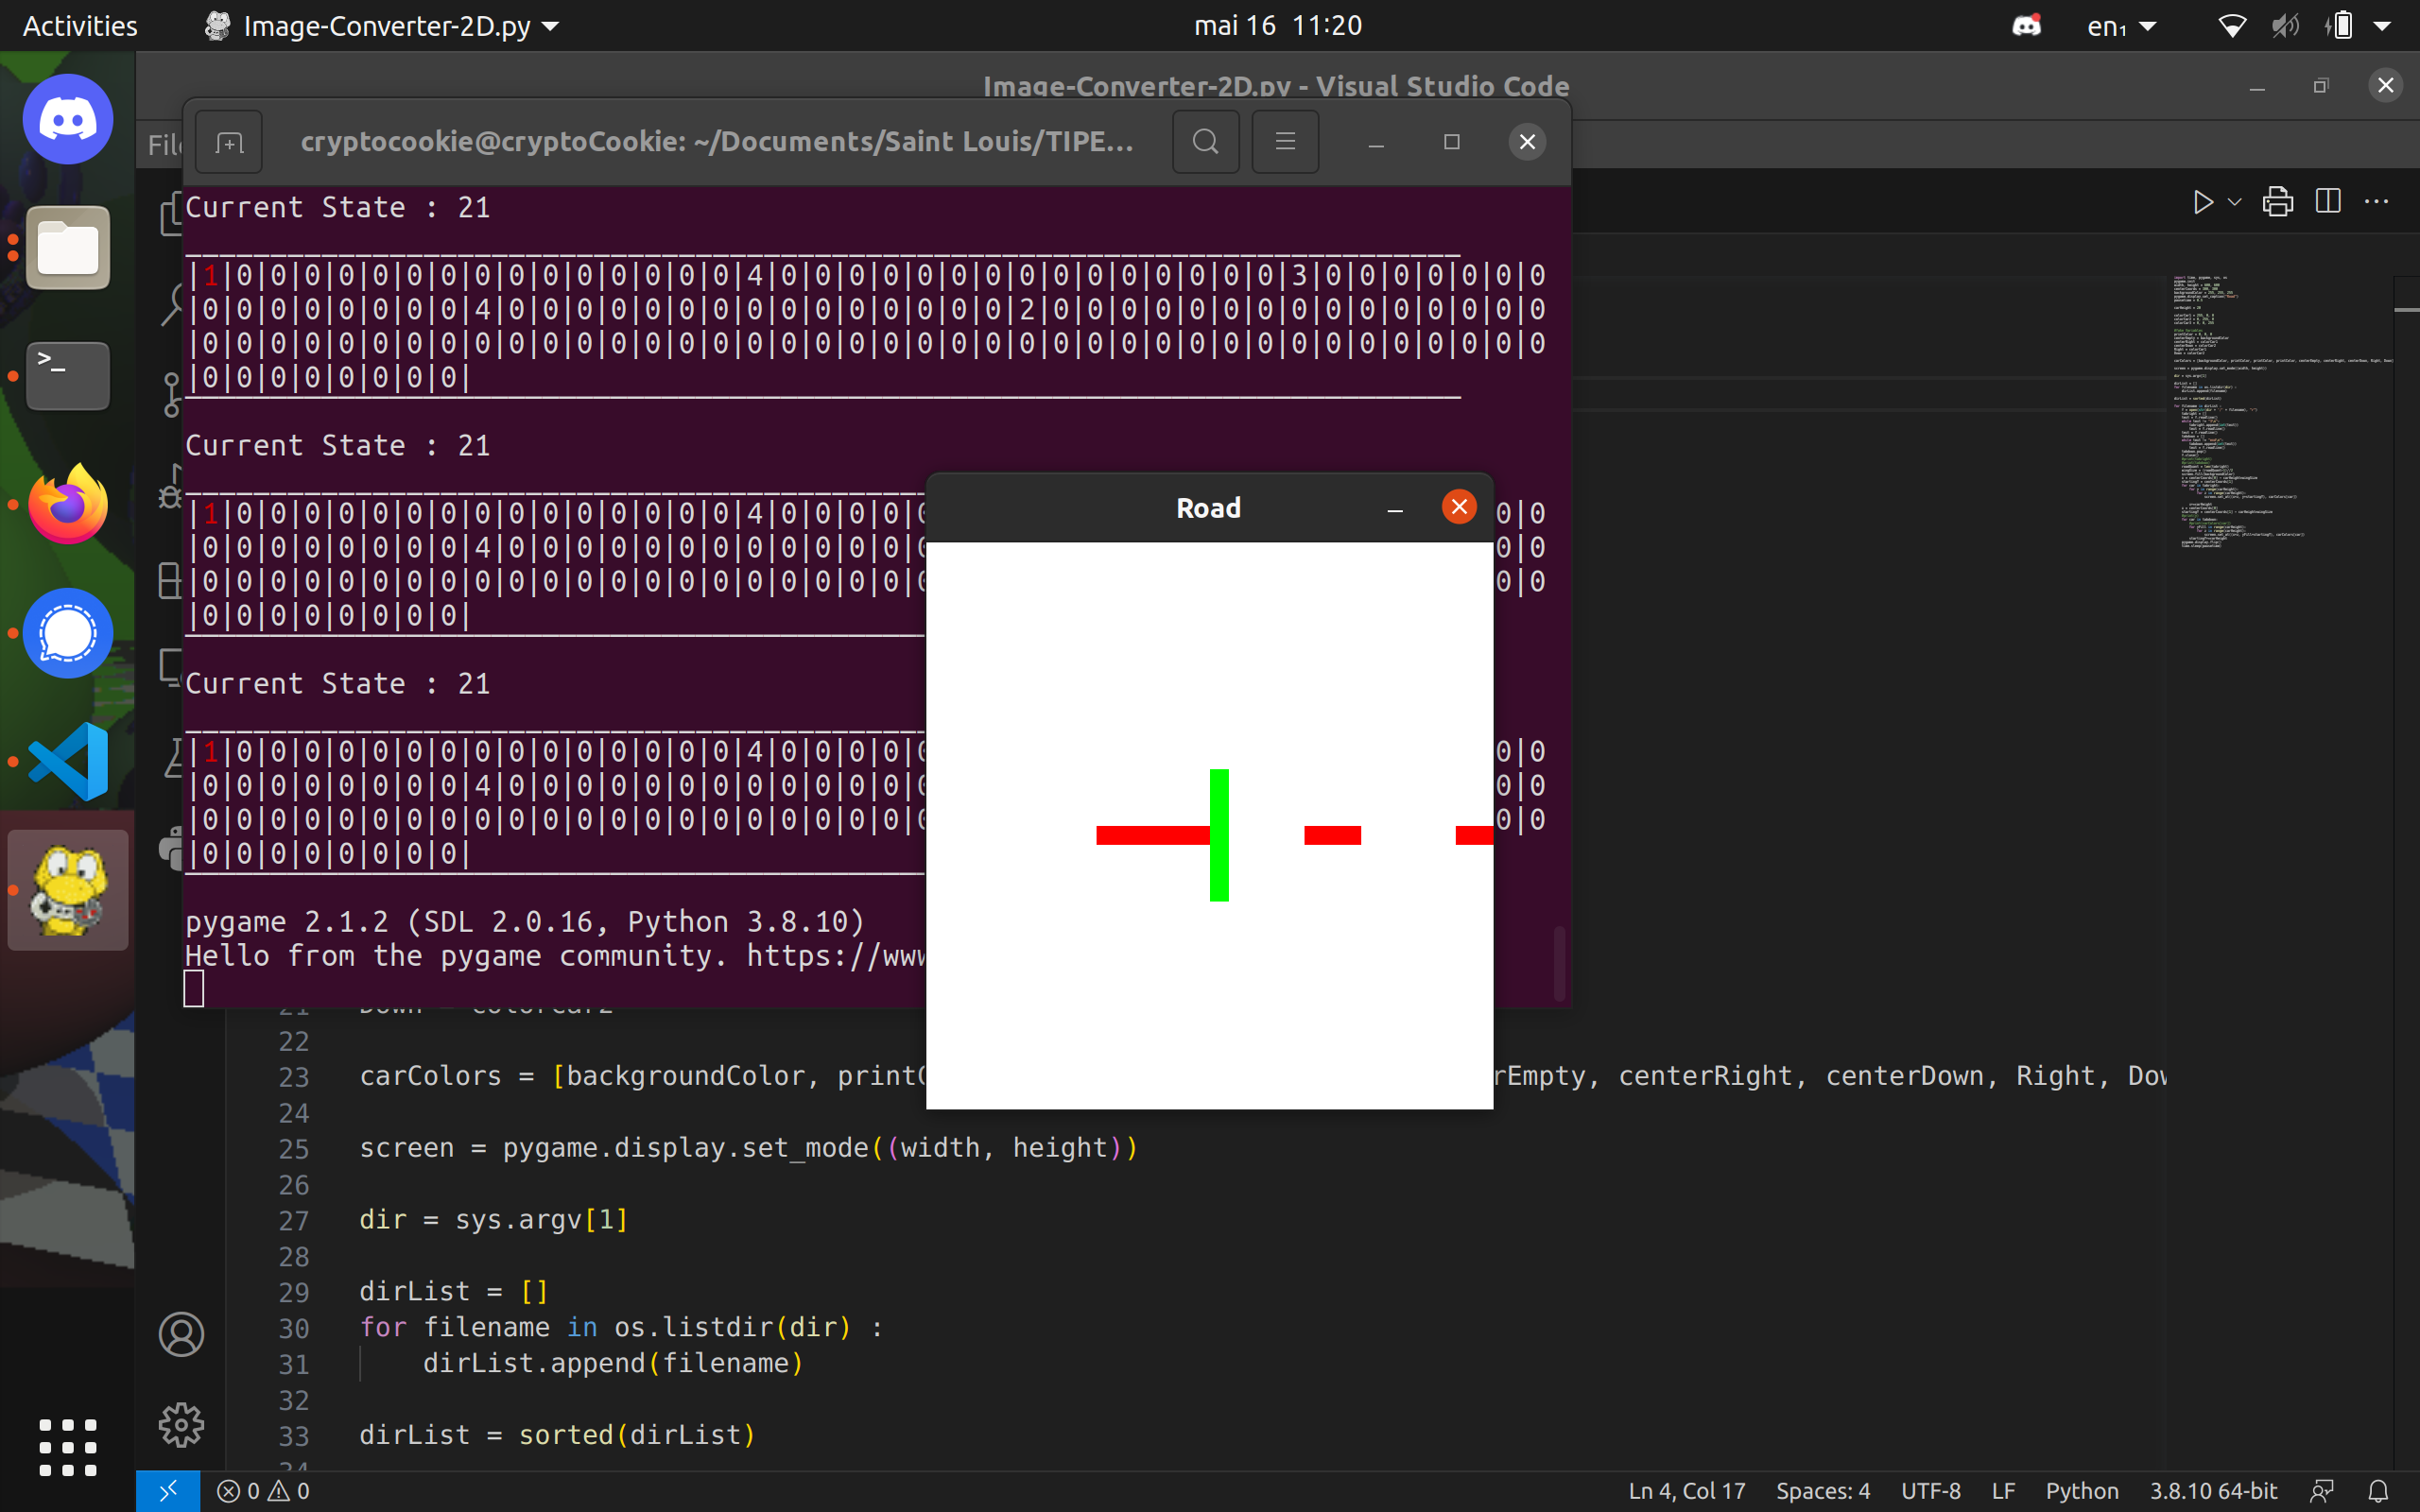 Activities
Image-Converter-2D.py
mai 16 11:20
en₁
Image-Converter-2D.py - Visual Studio Code
cryptocookie@cryptoCookie: ~/Documents/Saint Louis/TIPE...
Current State : 21
|1|0|0|0|0|0|0|0|0|0|0|0|0|0|0|0|4|0|0|0|0|0|0|0|0|0|0|0|0|0|0|0|3|0|0|0|0|0|0|0
|0|0|0|0|0|0|0|0|4|0|0|0|0|0|0|0|0|0|0|0|0|0|0|0|2|0|0|0|0|0|0|0|0|0|0|0|0|0|0|0
|0|0|0|0|0|0|0|0|0|0|0|0|0|0|0|0|0|0|0|0|0|0|0|0|0|0|0|0|0|0|0|0|0|0|0|0|0|0|0|0
|0|0|0|0|0|0|0|0|
Current State : 21
|1|0|0|0|0|0|0|0|0|0|0|0|0|0|0|0|4|0|0|0|0| 0|0
|0|0|0|0|0|0|0|0|4|0|0|0|0|0|0|0|0|0|0|0|0| 0|0
|0|0|0|0|0|0|0|0|0|0|0|0|0|0|0|0|0|0|0|0|0| 0|0
|0|0|0|0|0|0|0|0|
Current State : 21
|1|0|0|0|0|0|0|0|0|0|0|0|0|0|0|0|4|0|0|0|0| 0|0
|0|0|0|0|0|0|0|0|4|0|0|0|0|0|0|0|0|0|0|0|0| 0|0
|0|0|0|0|0|0|0|0|0|0|0|0|0|0|0|0|0|0|0|0|0| 0|0
|0|0|0|0|0|0|0|0|
pygame 2.1.2 (SDL 2.0.16, Python 3.8.10)
Hello from the pygame community. https://www
Road
22
23 carColors = [backgroundColor, print rEmpty, centerRight, centerDown, Right, Dow
24
25 screen = pygame.display.set_mode((width, height))
26
27 dir = sys.argv[1]
28
29 dirList = []
30 for filename in os.listdir(dir) :
31 dirList.append(filename)
32
33 dirList = sorted(dirList)
0 0
Ln 4, Col 17 Spaces: 4 UTF-8 LF Python 3.8.10 64-bit